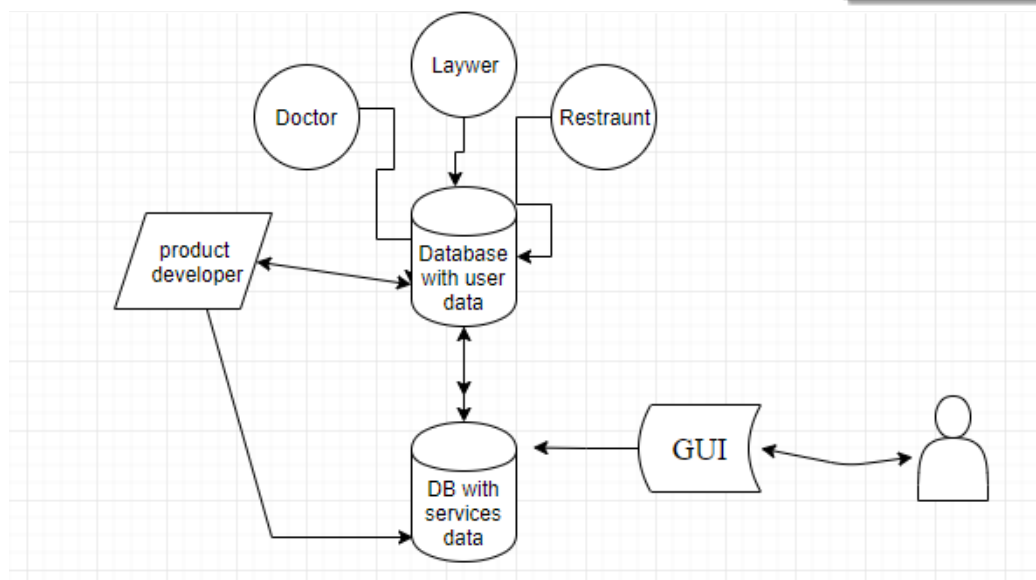 Laywer
Doctor
Restraunt
product
developer
Database
with user
data
GUI
DB with
services
data